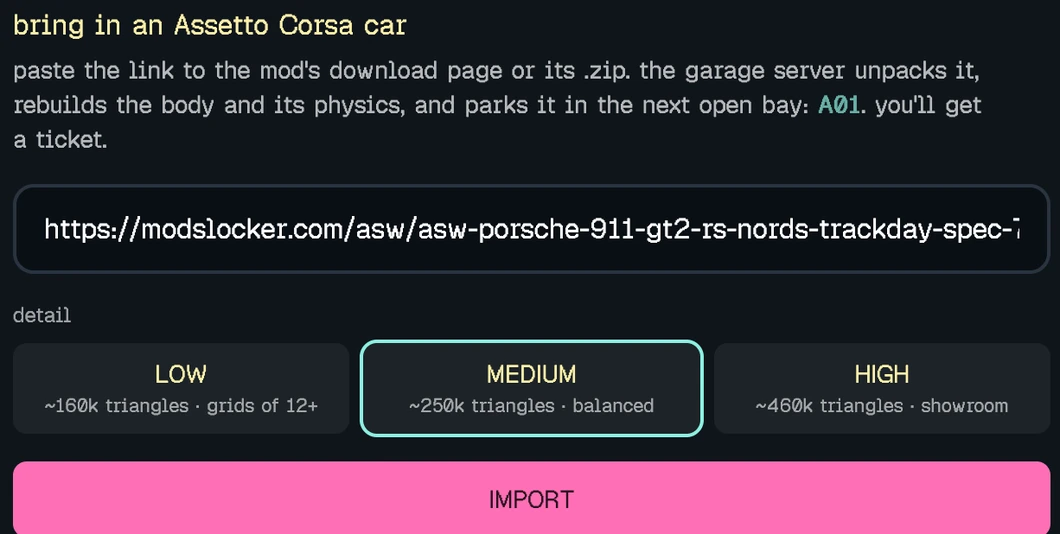 bring in an Assetto Corsa car
paste the link to the mod's download page or its .zip. the garage server unpacks it,
rebuilds the body and its physics, and parks it in the next open bay: A01. you'll get
a ticket.
https://modslocker.com/asw/asw-porsche-911-gt2-rs-nords-trackday-spec-
detail
LOW
~160k triangles · grids of 12+
MEDIUM
~250k triangles · balanced
HIGH
~460k triangles · showroom
IMPORT